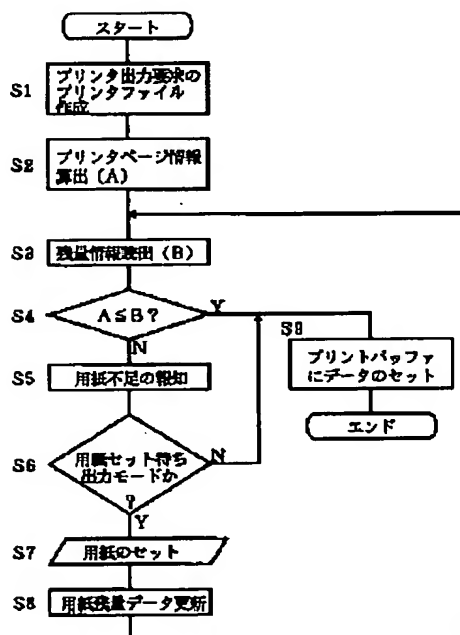 スタート
S1
プリンタ出力要求の
プリンタファイル
作成
S2
プリンタページ情報
算出(A)
S3
残量情報検出(B)
S4
A≦B?
Y
N
S5
用紙不足の報知
S6
用紙セット待ち
出力モードか
?
N
Y
S7
用紙のセット
S8
用紙残量データ更新
S9
プリントバッファ
にデータのセット
エンド